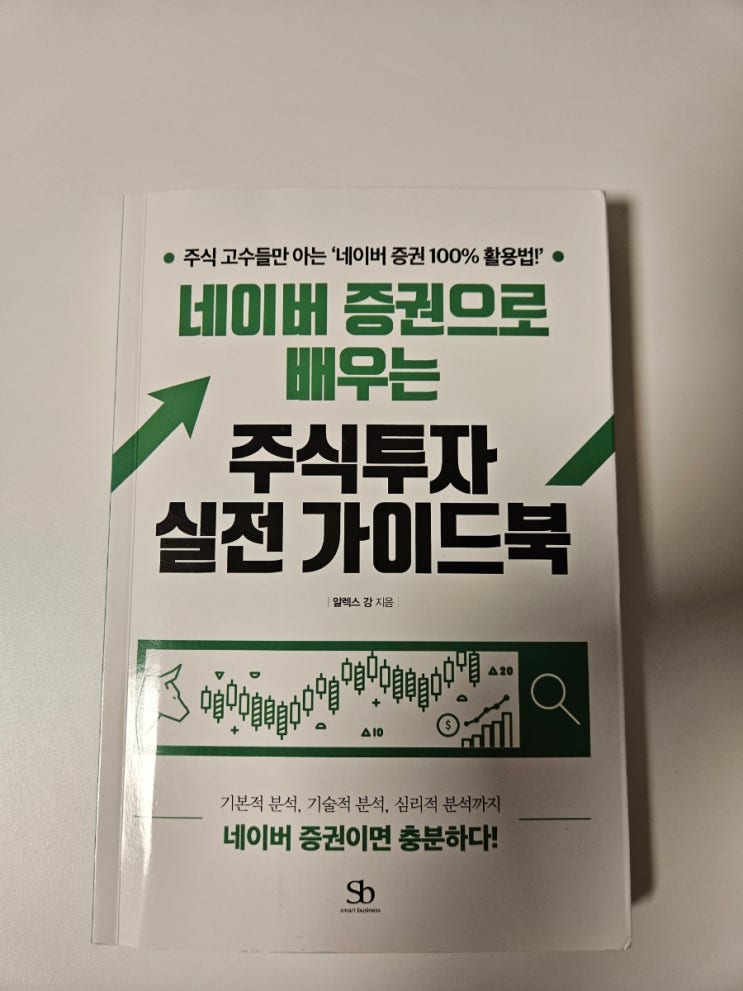 주식 고수들만 아는 '네이버 증권 100% 활용법!'
네이버 증권으로
배우는
주식투자
실전 가이드북
| 알렉스 강 지음 |
▲20
$
▲10
기본적 분석, 기술적 분석, 심리적 분석까지
네이버 증권이면 충분하다!
Sb
smart business